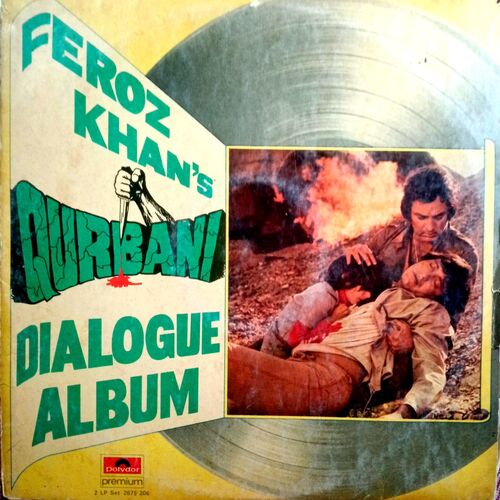 FEROZ
KHAN'S
QURBANI
DIALOGUE
ALBUM
Polydor
premium
2 LP Set 2675 206